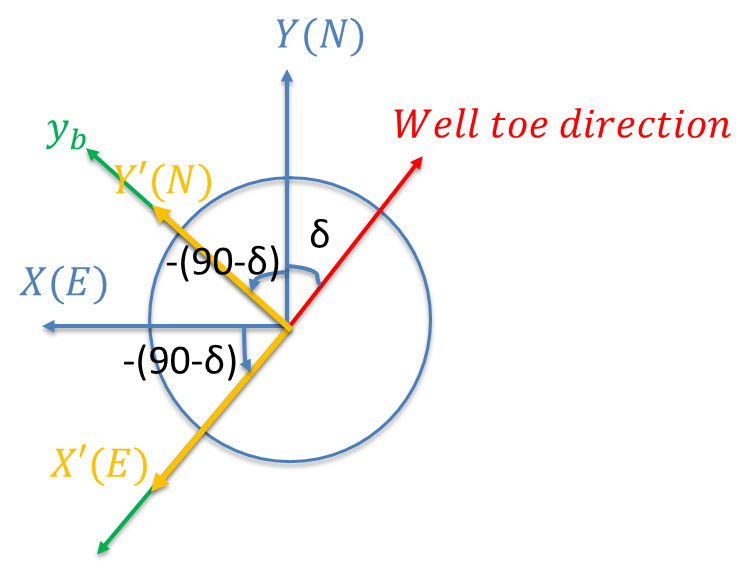 Y(N)
Well toe direction
y_b
Y′(N)
δ
-(90-δ)
X(E)
-(90-δ)
X′(E)